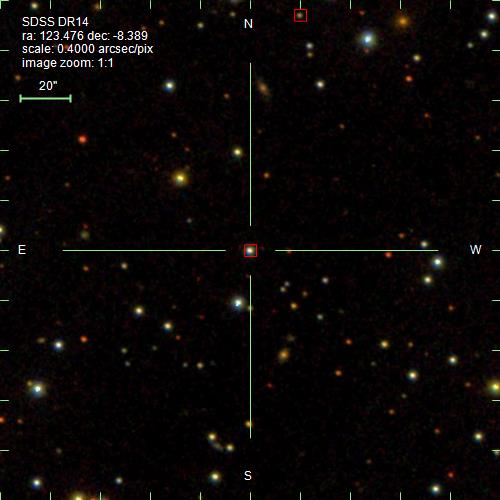 SDSS DR14
ra: 123.476 dec: -8.389
scale: 0.4000 arcsec/pix
image zoom: 1:1
20"
N
E
W
S